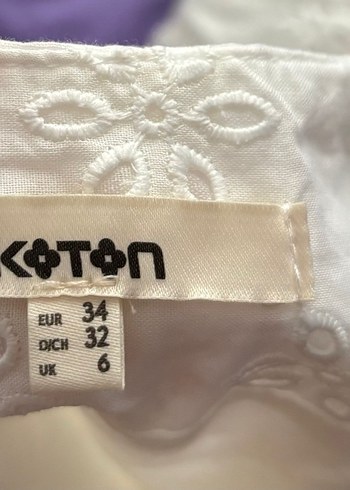 KOTON
EUR 34
D/CH 32
UK 6